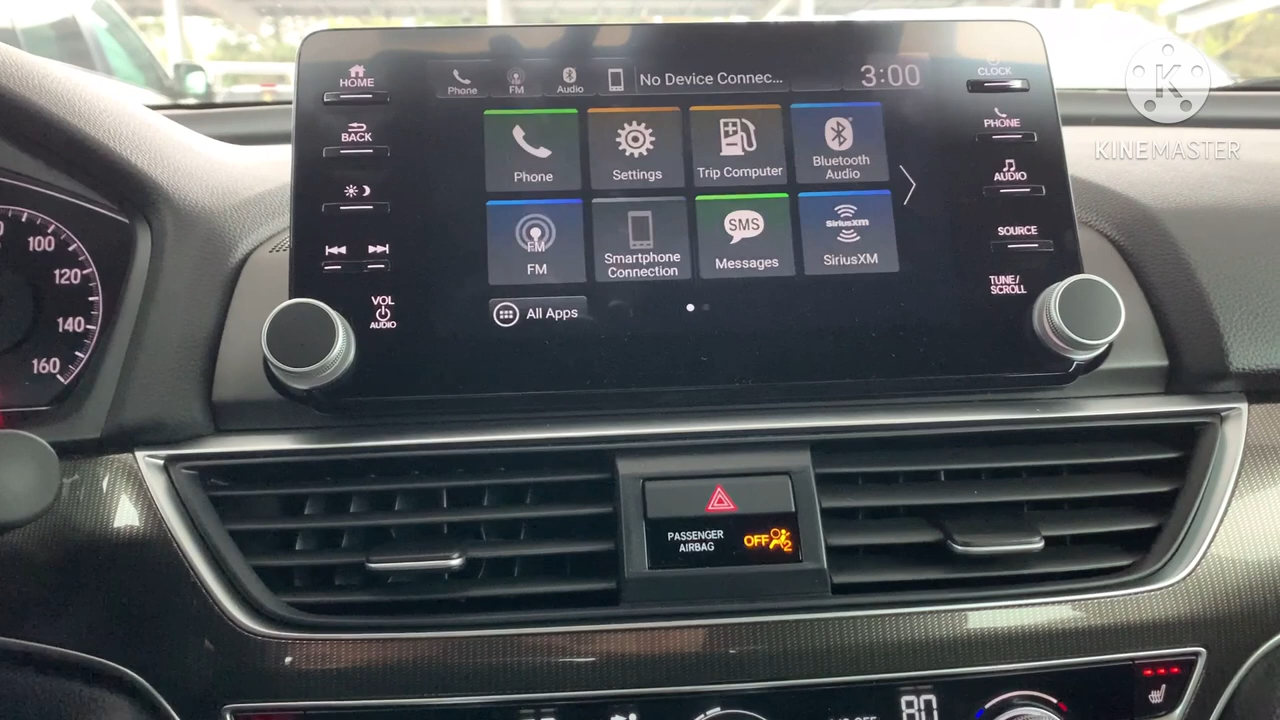 HOME
BACK
VOL
AUDIO
Phone
FM
Audio
No Device Connec...
3:00
Phone
Settings
Trip Computer
Bluetooth
Audio
FM
FM
Smartphone
Connection
SMS
Messages
SiriusXM
SiriusXM
All Apps
CLOCK
PHONE
AUDIO
SOURCE
TUNE/
SCROLL
K
KINEMASTER
100
120
140
160
PASSENGER
AIRBAG
OFF
2
80